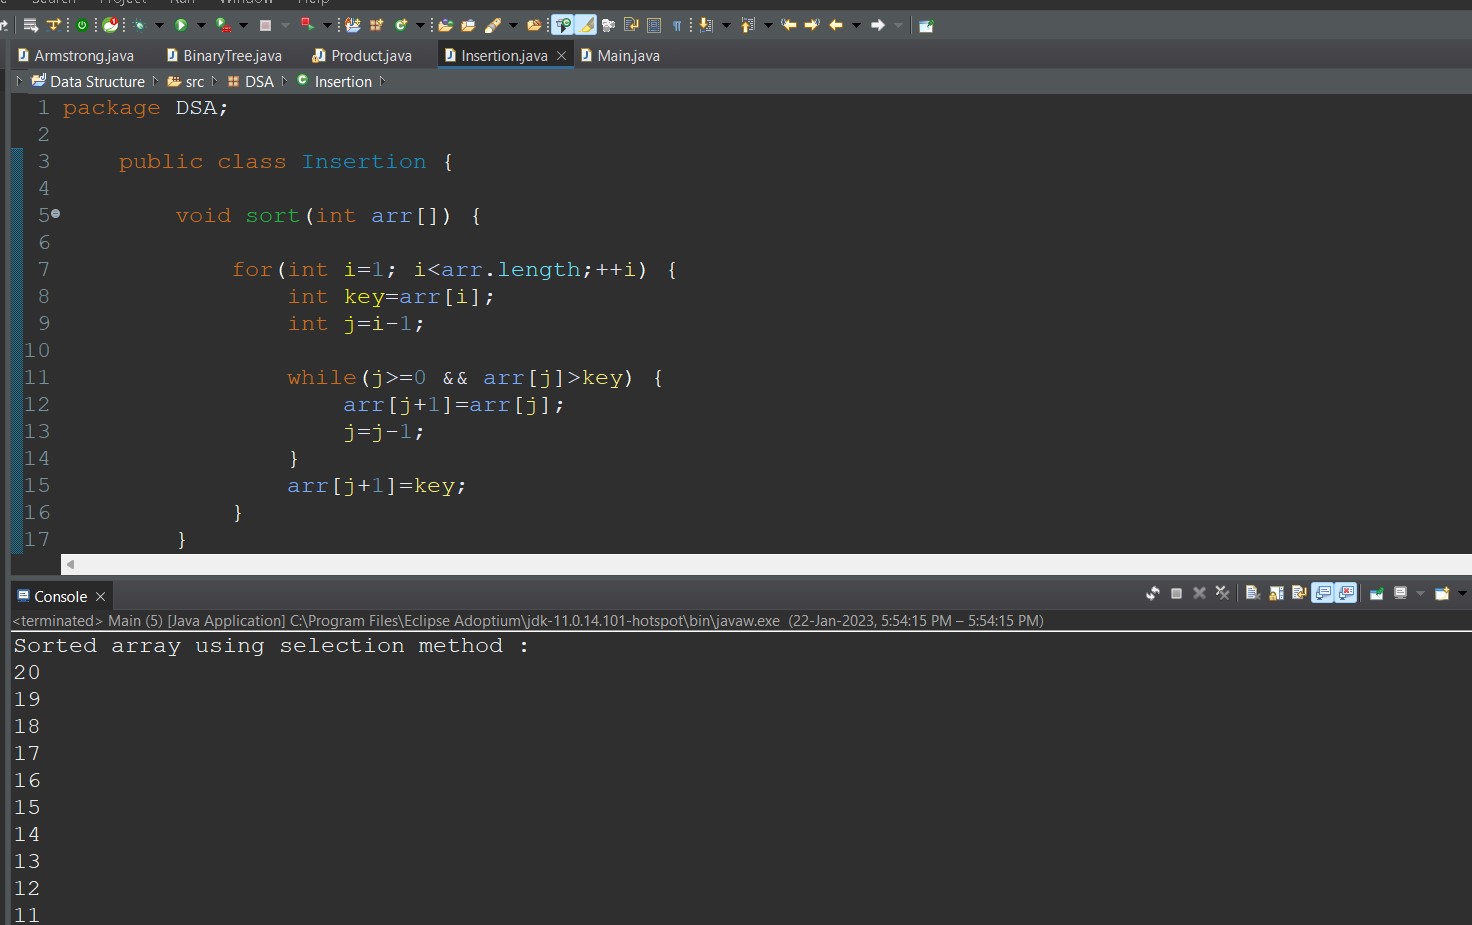 Search Project Run Window Help
Armstrong.java BinaryTree.java Product.java Insertion.java Main.java
Data Structure src DSA Insertion
1 package DSA;
2
3 public class Insertion {
4
5 void sort(int arr[]) {
6
7 for(int i=1; i<arr.length;++i) {
8 int key=arr[i];
9 int j=i-1;
10
11 while(j>=0 && arr[j]>key) {
12 arr[j+1]=arr[j];
13 j=j-1;
14 }
15 arr[j+1]=key;
16 }
17 }
Console
<terminated> Main (5) [Java Application] C:\Program Files\Eclipse Adoptium\jdk-11.0.14.101-hotspot\bin\javaw.exe (22-Jan-2023, 5:54:15 PM – 5:54:15 PM)
Sorted array using selection method :
20
19
18
17
16
15
14
13
12
11